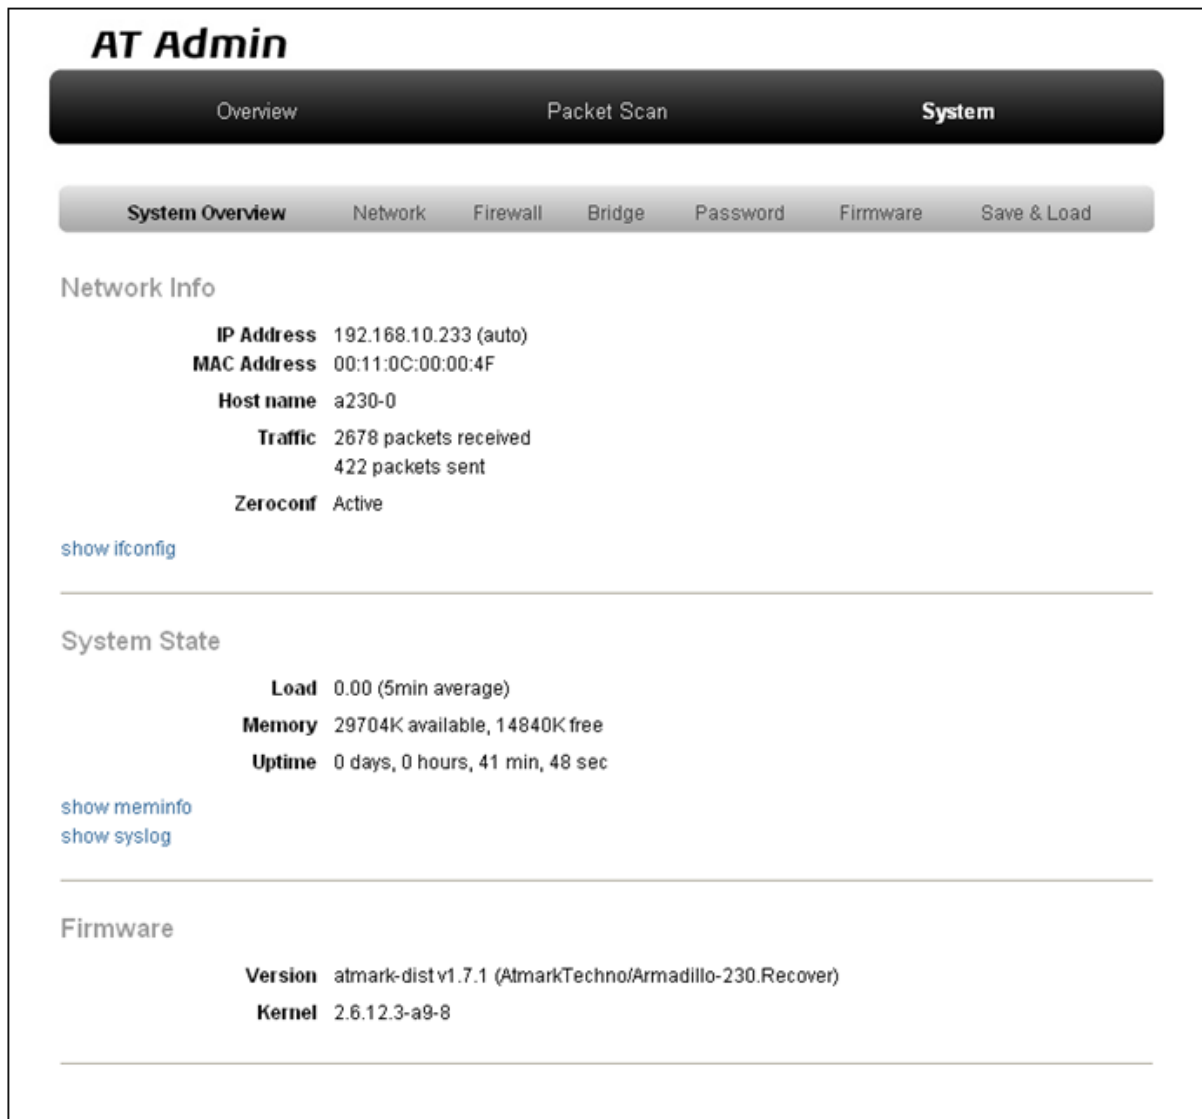 AT Admin
Overview Packet Scan System
System Overview Network Firewall Bridge Password Firmware Save & Load
Network Info
IP Address 192.168.10.233 (auto)
MAC Address 00:11:0C:00:00:4F
Host name a230-0
Traffic 2678 packets received
422 packets sent
Zeroconf Active
show ifconfig
System State
Load 0.00 (5min average)
Memory 29704K available, 14840K free
Uptime 0 days, 0 hours, 41 min, 48 sec
show meminfo
show syslog
Firmware
Version atmark-dist v1.7.1 (AtmarkTechno/Armadillo-230.Recover)
Kernel 2.6.12.3-a9-8